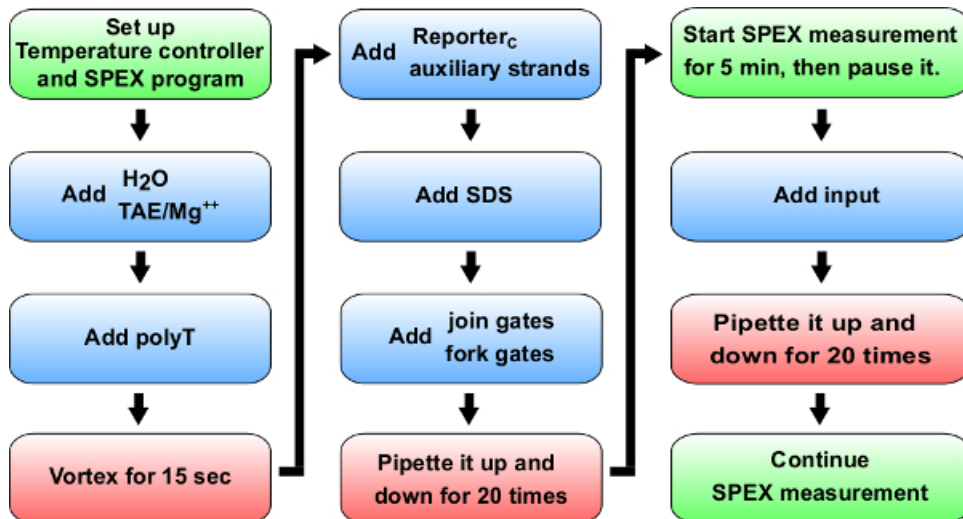 Set up
Temperature controller
and SPEX program
Add H₂O
TAE/Mg⁺⁺
Add polyT
Vortex for 15 sec
Add Reporter_C
auxiliary strands
Add SDS
Add join gates
fork gates
Pipette it up and
down for 20 times
Start SPEX measurement
for 5 min, then pause it.
Add input
Pipette it up and
down for 20 times
Continue
SPEX measurement